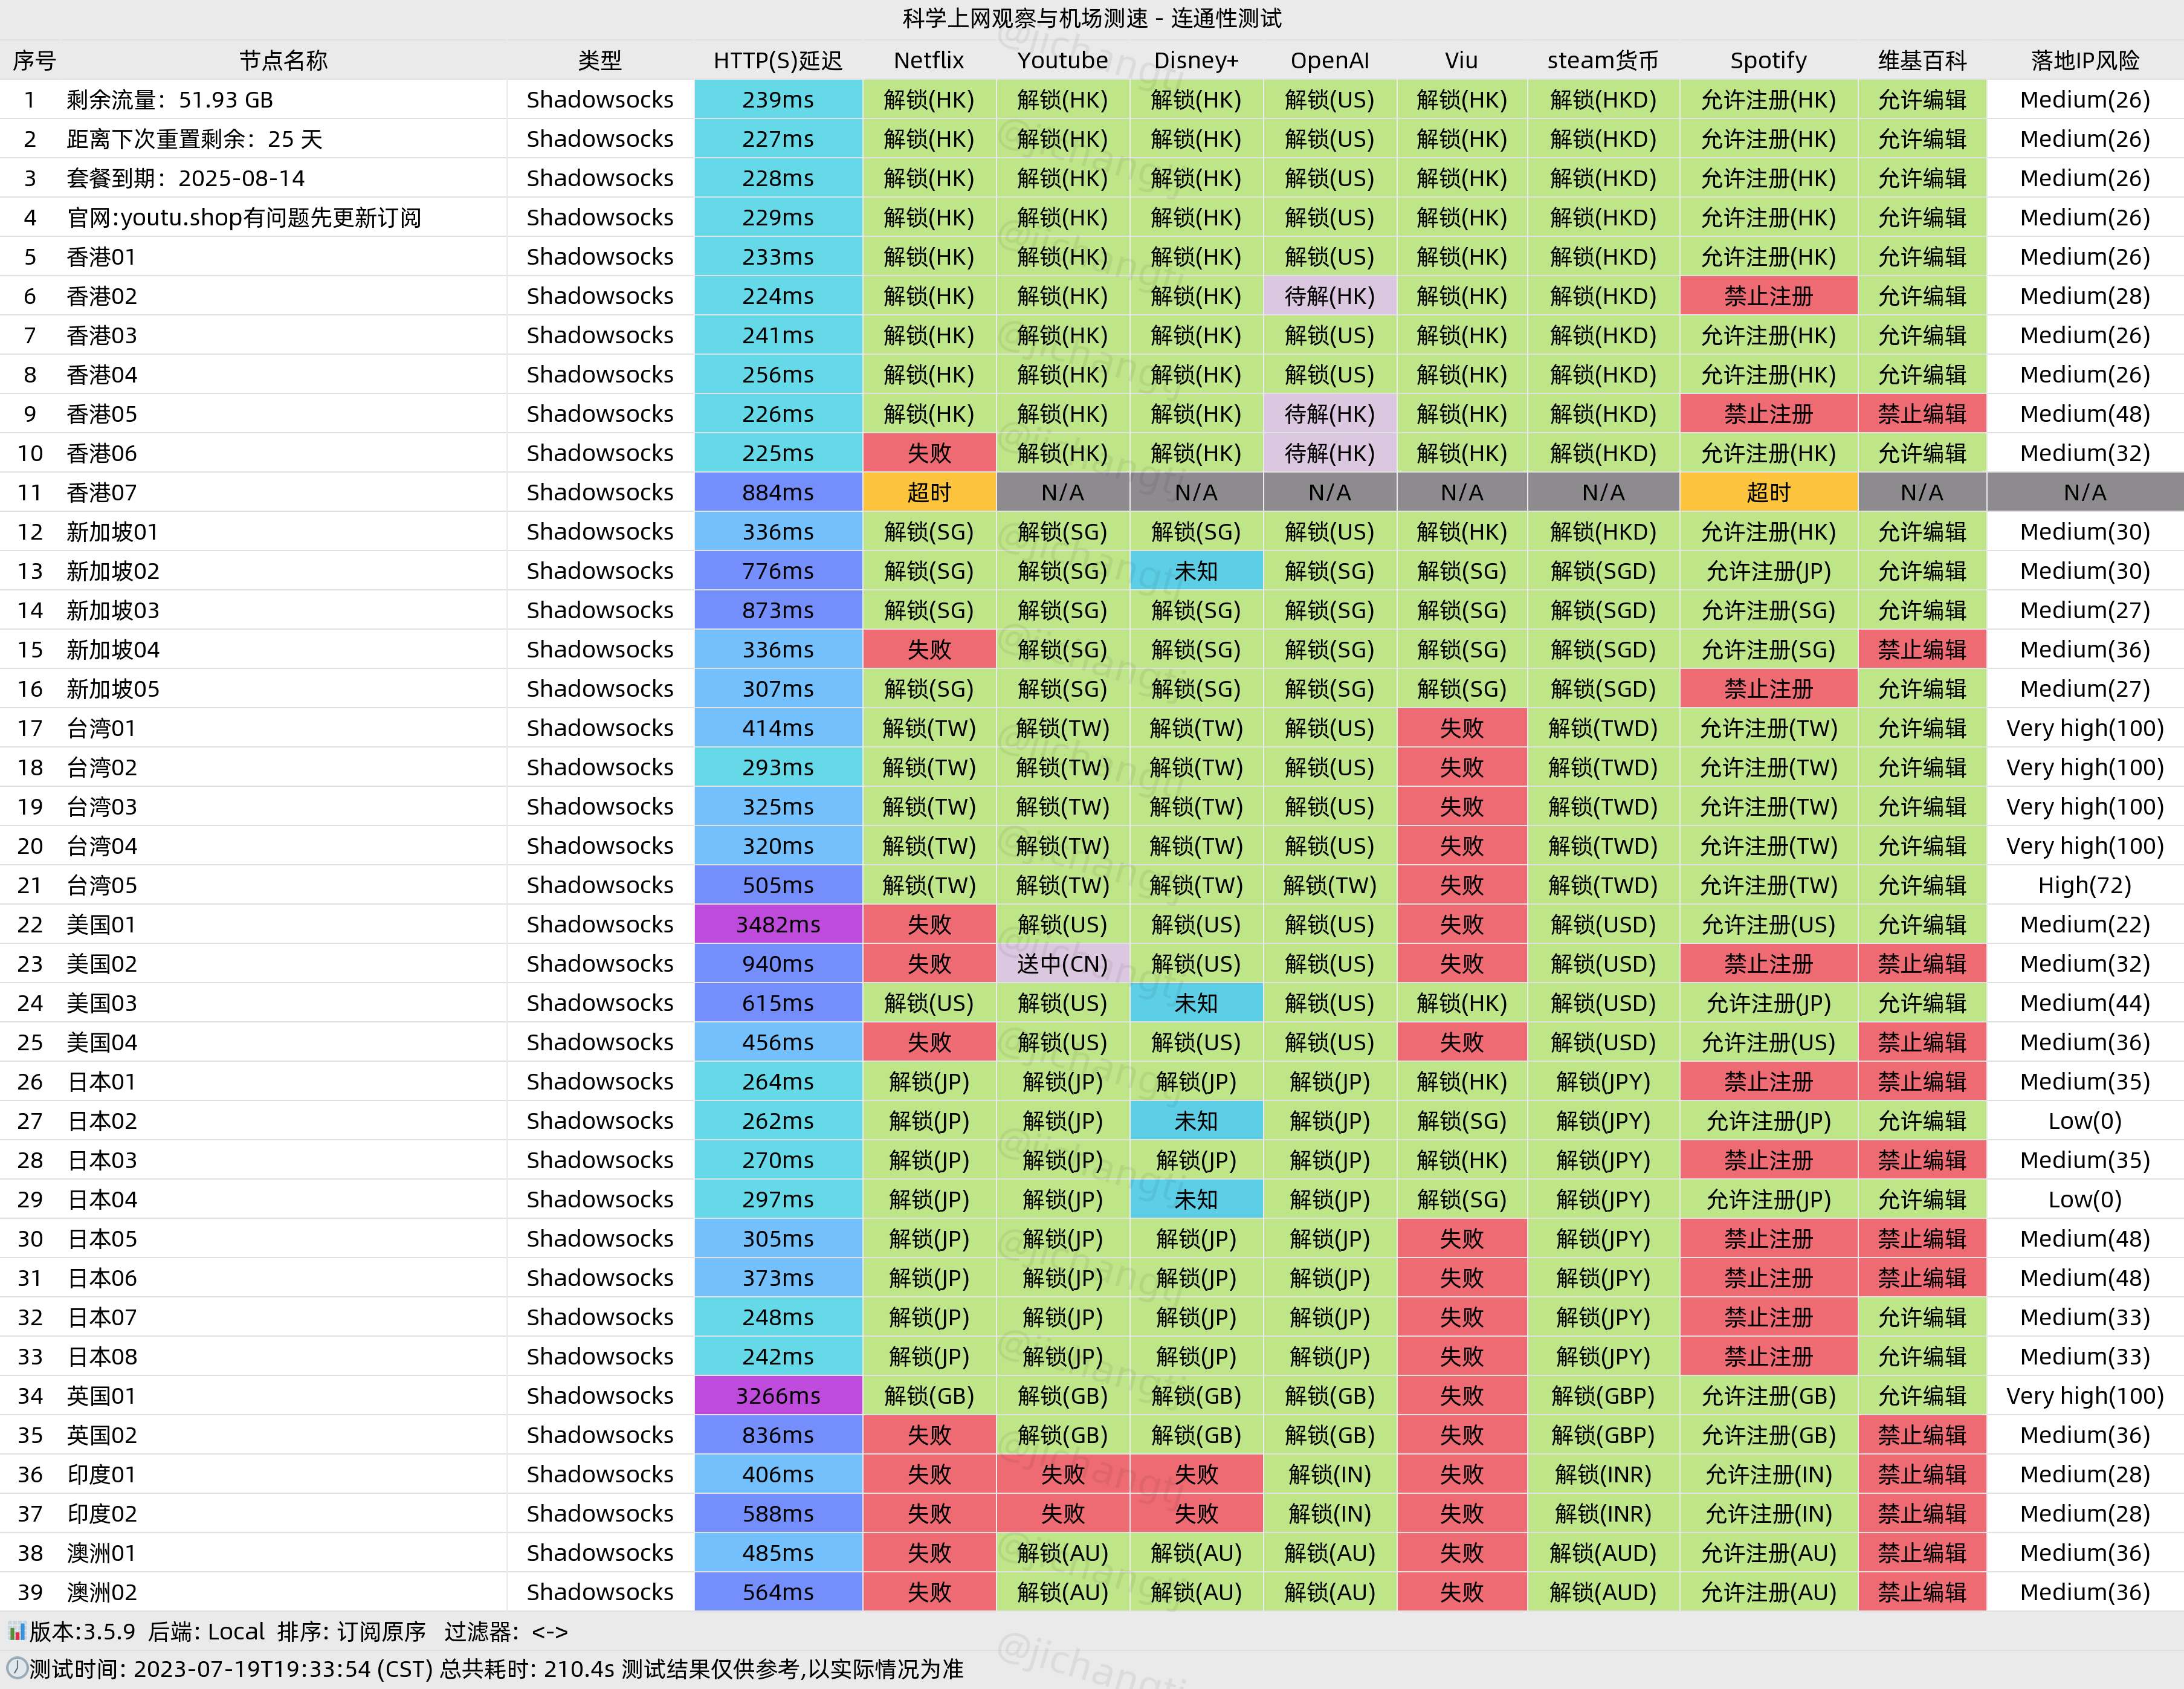 科学上网观察与机场测速 - 连通性测试
序号 节点名称 类型 HTTP(S)延迟 Netflix Youtube Disney+ OpenAI Viu steam货币 Spotify 维基百科 落地IP风险
1 剩余流量：51.93 GB Shadowsocks 239ms 解锁(HK) 解锁(HK) 解锁(HK) 解锁(US) 解锁(HK) 解锁(HKD) 允许注册(HK) 允许编辑 Medium(26)
2 距离下次重置剩余：25 天 Shadowsocks 227ms 解锁(HK) 解锁(HK) 解锁(HK) 解锁(US) 解锁(HK) 解锁(HKD) 允许注册(HK) 允许编辑 Medium(26)
3 套餐到期：2025-08-14 Shadowsocks 228ms 解锁(HK) 解锁(HK) 解锁(HK) 解锁(US) 解锁(HK) 解锁(HKD) 允许注册(HK) 允许编辑 Medium(26)
4 官网:youtu.shop有问题先更新订阅 Shadowsocks 229ms 解锁(HK) 解锁(HK) 解锁(HK) 解锁(US) 解锁(HK) 解锁(HKD) 允许注册(HK) 允许编辑 Medium(26)
5 香港01 Shadowsocks 233ms 解锁(HK) 解锁(HK) 解锁(HK) 解锁(US) 解锁(HK) 解锁(HKD) 允许注册(HK) 允许编辑 Medium(26)
6 香港02 Shadowsocks 224ms 解锁(HK) 解锁(HK) 解锁(HK) 待解(HK) 解锁(HK) 解锁(HKD) 禁止注册 允许编辑 Medium(28)
7 香港03 Shadowsocks 241ms 解锁(HK) 解锁(HK) 解锁(HK) 解锁(US) 解锁(HK) 解锁(HKD) 允许注册(HK) 允许编辑 Medium(26)
8 香港04 Shadowsocks 256ms 解锁(HK) 解锁(HK) 解锁(HK) 解锁(US) 解锁(HK) 解锁(HKD) 允许注册(HK) 允许编辑 Medium(26)
9 香港05 Shadowsocks 226ms 解锁(HK) 解锁(HK) 解锁(HK) 待解(HK) 解锁(HK) 解锁(HKD) 禁止注册 禁止编辑 Medium(48)
10 香港06 Shadowsocks 225ms 失败 解锁(HK) 解锁(HK) 待解(HK) 解锁(HK) 解锁(HKD) 允许注册(HK) 允许编辑 Medium(32)
11 香港07 Shadowsocks 884ms 超时 N/A N/A N/A N/A N/A 超时 N/A N/A
12 新加坡01 Shadowsocks 336ms 解锁(SG) 解锁(SG) 解锁(SG) 解锁(US) 解锁(HK) 解锁(HKD) 允许注册(HK) 允许编辑 Medium(30)
13 新加坡02 Shadowsocks 776ms 解锁(SG) 解锁(SG) 未知 解锁(SG) 解锁(SG) 解锁(SGD) 允许注册(JP) 允许编辑 Medium(30)
14 新加坡03 Shadowsocks 873ms 解锁(SG) 解锁(SG) 解锁(SG) 解锁(SG) 解锁(SG) 解锁(SGD) 允许注册(SG) 允许编辑 Medium(27)
15 新加坡04 Shadowsocks 336ms 失败 解锁(SG) 解锁(SG) 解锁(SG) 解锁(SG) 解锁(SGD) 允许注册(SG) 禁止编辑 Medium(36)
16 新加坡05 Shadowsocks 307ms 解锁(SG) 解锁(SG) 解锁(SG) 解锁(SG) 解锁(SG) 解锁(SGD) 禁止注册 允许编辑 Medium(27)
17 台湾01 Shadowsocks 414ms 解锁(TW) 解锁(TW) 解锁(TW) 解锁(US) 失败 解锁(TWD) 允许注册(TW) 允许编辑 Very high(100)
18 台湾02 Shadowsocks 293ms 解锁(TW) 解锁(TW) 解锁(TW) 解锁(US) 失败 解锁(TWD) 允许注册(TW) 允许编辑 Very high(100)
19 台湾03 Shadowsocks 325ms 解锁(TW) 解锁(TW) 解锁(TW) 解锁(US) 失败 解锁(TWD) 允许注册(TW) 允许编辑 Very high(100)
20 台湾04 Shadowsocks 320ms 解锁(TW) 解锁(TW) 解锁(TW) 解锁(US) 失败 解锁(TWD) 允许注册(TW) 允许编辑 Very high(100)
21 台湾05 Shadowsocks 505ms 解锁(TW) 解锁(TW) 解锁(TW) 解锁(TW) 失败 解锁(TWD) 允许注册(TW) 允许编辑 High(72)
22 美国01 Shadowsocks 3482ms 失败 解锁(US) 解锁(US) 解锁(US) 失败 解锁(USD) 允许注册(US) 允许编辑 Medium(22)
23 美国02 Shadowsocks 940ms 失败 送中(CN) 解锁(US) 解锁(US) 失败 解锁(USD) 禁止注册 禁止编辑 Medium(32)
24 美国03 Shadowsocks 615ms 解锁(US) 解锁(US) 未知 解锁(US) 解锁(HK) 解锁(USD) 允许注册(JP) 允许编辑 Medium(44)
25 美国04 Shadowsocks 456ms 失败 解锁(US) 解锁(US) 解锁(US) 失败 解锁(USD) 允许注册(US) 禁止编辑 Medium(36)
26 日本01 Shadowsocks 264ms 解锁(JP) 解锁(JP) 解锁(JP) 解锁(JP) 解锁(HK) 解锁(JPY) 禁止注册 禁止编辑 Medium(35)
27 日本02 Shadowsocks 262ms 解锁(JP) 解锁(JP) 未知 解锁(JP) 解锁(SG) 解锁(JPY) 允许注册(JP) 允许编辑 Low(0)
28 日本03 Shadowsocks 270ms 解锁(JP) 解锁(JP) 解锁(JP) 解锁(JP) 解锁(HK) 解锁(JPY) 禁止注册 禁止编辑 Medium(35)
29 日本04 Shadowsocks 297ms 解锁(JP) 解锁(JP) 未知 解锁(JP) 解锁(SG) 解锁(JPY) 允许注册(JP) 允许编辑 Low(0)
30 日本05 Shadowsocks 305ms 解锁(JP) 解锁(JP) 解锁(JP) 解锁(JP) 失败 解锁(JPY) 禁止注册 禁止编辑 Medium(48)
31 日本06 Shadowsocks 373ms 解锁(JP) 解锁(JP) 解锁(JP) 解锁(JP) 失败 解锁(JPY) 禁止注册 禁止编辑 Medium(48)
32 日本07 Shadowsocks 248ms 解锁(JP) 解锁(JP) 解锁(JP) 解锁(JP) 失败 解锁(JPY) 禁止注册 允许编辑 Medium(33)
33 日本08 Shadowsocks 242ms 解锁(JP) 解锁(JP) 解锁(JP) 解锁(JP) 失败 解锁(JPY) 禁止注册 允许编辑 Medium(33)
34 英国01 Shadowsocks 3266ms 解锁(GB) 解锁(GB) 解锁(GB) 解锁(GB) 失败 解锁(GBP) 允许注册(GB) 允许编辑 Very high(100)
35 英国02 Shadowsocks 836ms 失败 解锁(GB) 解锁(GB) 解锁(GB) 失败 解锁(GBP) 允许注册(GB) 禁止编辑 Medium(36)
36 印度01 Shadowsocks 406ms 失败 失败 失败 解锁(IN) 失败 解锁(INR) 允许注册(IN) 禁止编辑 Medium(28)
37 印度02 Shadowsocks 588ms 失败 失败 失败 解锁(IN) 失败 解锁(INR) 允许注册(IN) 禁止编辑 Medium(28)
38 澳洲01 Shadowsocks 485ms 失败 解锁(AU) 解锁(AU) 解锁(AU) 失败 解锁(AUD) 允许注册(AU) 禁止编辑 Medium(36)
39 澳洲02 Shadowsocks 564ms 失败 解锁(AU) 解锁(AU) 解锁(AU) 失败 解锁(AUD) 允许注册(AU) 禁止编辑 Medium(36)
版本:3.5.9 后端: Local 排序: 订阅原序 过滤器: <->
测试时间: 2023-07-19T19:33:54 (CST) 总共耗时: 210.4s 测试结果仅供参考,以实际情况为准